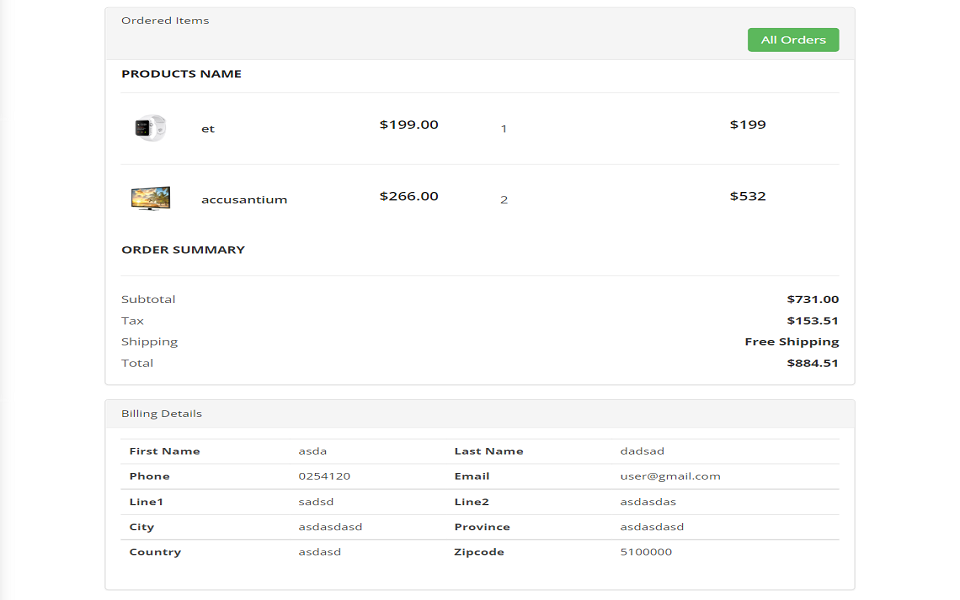 Ordered Items
All Orders
PRODUCTS NAME
et $199.00 1 $199
accusantium $266.00 2 $532
ORDER SUMMARY
Subtotal $731.00
Tax $153.51
Shipping Free Shipping
Total $884.51
Billing Details
First Name asda Last Name dadsad
Phone 0254120 Email user@gmail.com
Line1 sadsd Line2 asdasdas
City asdasdasd Province asdasdasd
Country asdasd Zipcode 5100000